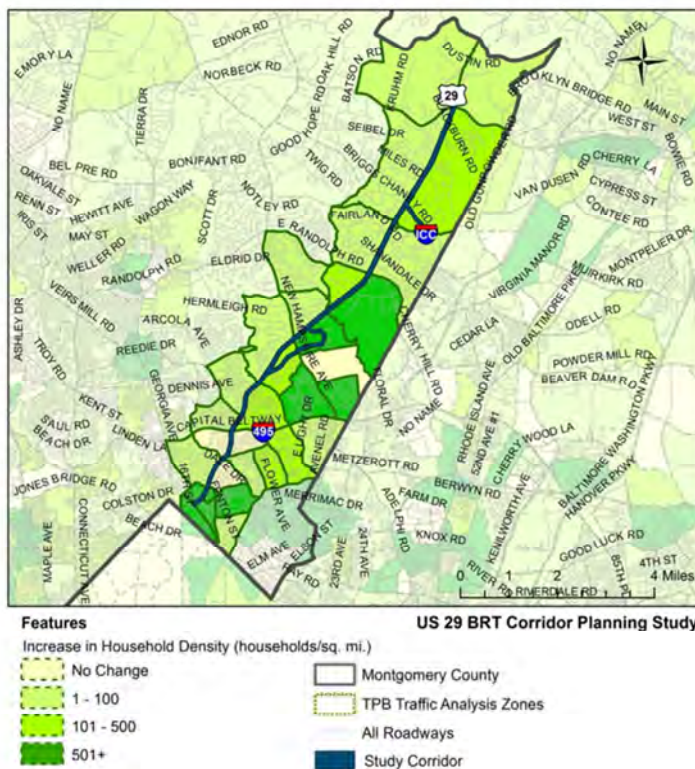 EMORY LA
EDNOR RD
NORBECK RD
OAK HILL RD
BATSON RD
DUSTIN RD
NO NAME
NO NAME
TIERRA DR
GOOD HOPE RD
29
BROOKLYN BRIDGE RD
MAIN ST
WEST ST
BOWIE RD
SEIBEL DR
MILES RD
BRIGGS CHANEY RD
OLD GUNPOWDER RD
BEL PRE RD
BONIFANT RD
TWIG RD
CHERRY LA
VAN DUSEN RD
CYPRESS ST
CONTEE RD
OAKVALE ST
RENN ST
IRIS ST
HEWITT AVE
MAY ST
WAGON WAY
SCOTT DR
NOTLEY RD
E RANDOLPH RD
ICC
MONTPELIER DR
MUIRKIRK RD
VIRGINIA MANOR RD
WELLER RD
RANDOLPH RD
ELDRID DR
SHANANDALE DR
OLD BALTIMORE PIKE
VEIRS MILL RD
HERMLEIGH RD
NEW HAMPSHIRE AVE
CHERRY HILL RD
CEDAR LA
ODELL RD
ASHLEY DR
TROY RD
REEDIE DR
ARCOLA AVE
GEORGIA AVE
DENNIS AVE
FLORAL DR
NO NAME
POWDER MILL RD
BEAVER DAM RD
KENT ST
SAUL RD
BEACH DR
LINDEN LA
CAPITAL BELTWAY
495
E LIGHT DR
AVENEL RD
METZEROTT RD
RHODE ISLAND AVE
52ND AVE #1
CHERRY WOOD LA
BALTIMORE WASHINGTON PKWY
HANOVER PKWY
JONES BRIDGE RD
COLSTON DR
16TH ST
DALE DR
FENTON ST
FLOWER AVE
MERRIMAC DR
FARM DR
BERWYN RD
KENILWORTH AVE
MAPLE AVE
CONNECTICUT AVE
BEACH DR
ELM AVE
ELSON ST
RAY RD
23RD AVE
24TH AVE
ADELPHI RD
KNOX RD
RIVER RD
GOOD LUCK RD
85TH PL
4TH ST
RIVERDALE RD
0 1 2 4 Miles
Features
US 29 BRT Corridor Planning Study
Increase in Household Density (households/sq. mi.)
No Change
1 - 100
101 - 500
501+
Montgomery County
TPB Traffic Analysis Zones
All Roadways
Study Corridor